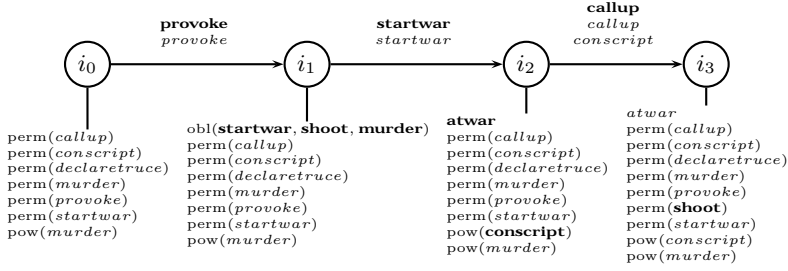 provoke
provoke
startwar
startwar
callup
callup
conscript
i0
i1
i2
i3
perm(callup)
perm(conscript)
perm(declaretruce)
perm(murder)
perm(provoke)
perm(startwar)
pow(murder)
obl(startwar, shoot, murder)
perm(callup)
perm(conscript)
perm(declaretruce)
perm(murder)
perm(provoke)
perm(startwar)
pow(murder)
atwar
perm(callup)
perm(conscript)
perm(declaretruce)
perm(murder)
perm(provoke)
perm(startwar)
pow(conscript)
pow(murder)
atwar
perm(callup)
perm(conscript)
perm(declaretruce)
perm(murder)
perm(provoke)
perm(shoot)
perm(startwar)
pow(conscript)
pow(murder)